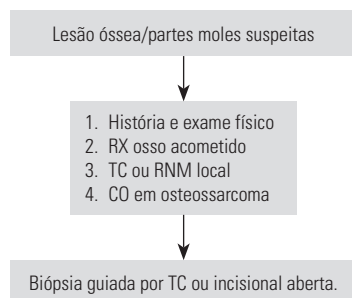 Lesão óssea/partes moles suspeitas
1. História e exame físico
2. RX osso acometido
3. TC ou RNM local
4. CO em osteossarcoma
Biópsia guiada por TC ou incisional aberta.